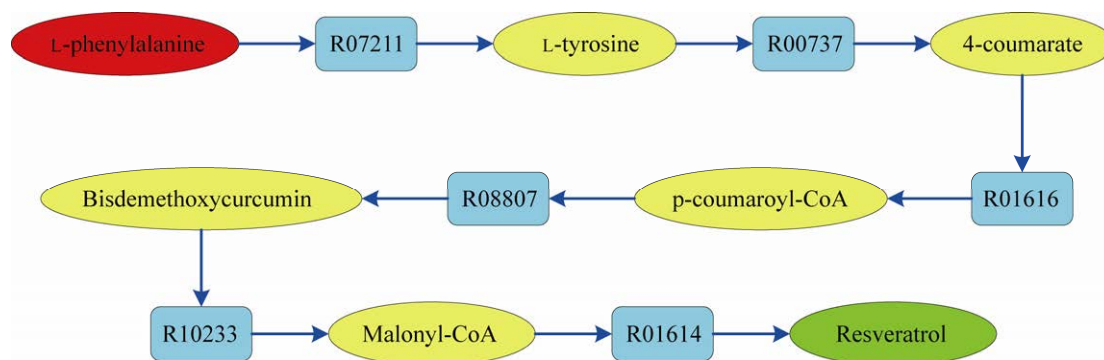 L-phenylalanine R07211 L-tyrosine R00737 4-coumarate
Bisdemethoxycurcumin R08807 p-coumaroyl-CoA R01616
R10233 Malonyl-CoA R01614 Resveratrol